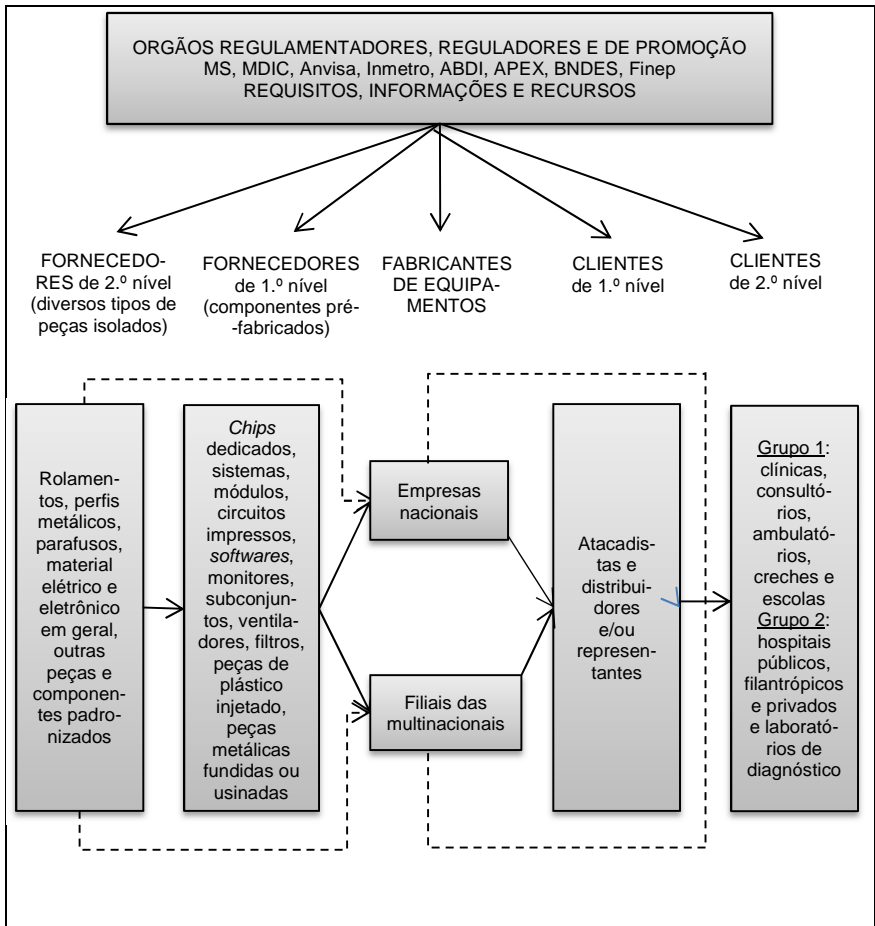 ORGÃOS REGULAMENTADORES, REGULADORES E DE PROMOÇÃO
MS, MDIC, Anvisa, Inmetro, ABDI, APEX, BNDES, Finep
REQUISITOS, INFORMAÇÕES E RECURSOS
FORNECEDO-
RES de 2.º nível
(diversos tipos de
peças isolados)
FORNECEDORES
de 1.º nível
(componentes pré-
-fabricados)
FABRICANTES
DE EQUIPA-
MENTOS
CLIENTES
de 1.º nível
CLIENTES
de 2.º nível
Rolamen-
tos, perfis
metálicos,
parafusos,
material
elétrico e
eletrônico
em geral,
outras
peças e
componen-
tes padro-
nizados
Chips
dedicados,
sistemas,
módulos,
circuitos
impressos,
softwares,
monitores,
subconjun-
tos, ventila-
dores, filtros,
peças de
plástico
injetado,
peças
metálicas
fundidas ou
usinadas
Empresas
nacionais
Filiais das
multinacionais
Atacadis-
tas e
distribui-
dores
e/ou
represen-
tantes
Grupo 1:
clínicas,
consultó-
rios,
ambulató-
rios,
creches e
escolas
Grupo 2:
hospitais
públicos,
filantrópicos
e privados
e laborató-
rios de
diagnóstico